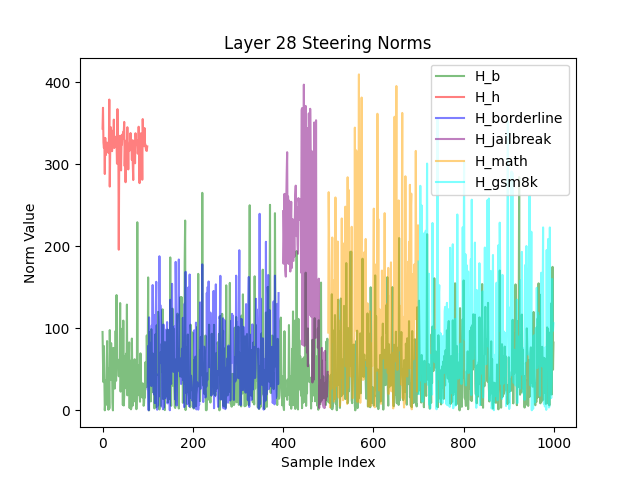 Layer 28 Steering Norms
Norm Value
400
300
200
100
0
H_b
H_h
H_borderline
H_jailbreak
H_math
H_gsm8k
0 200 400 600 800 1000
Sample Index